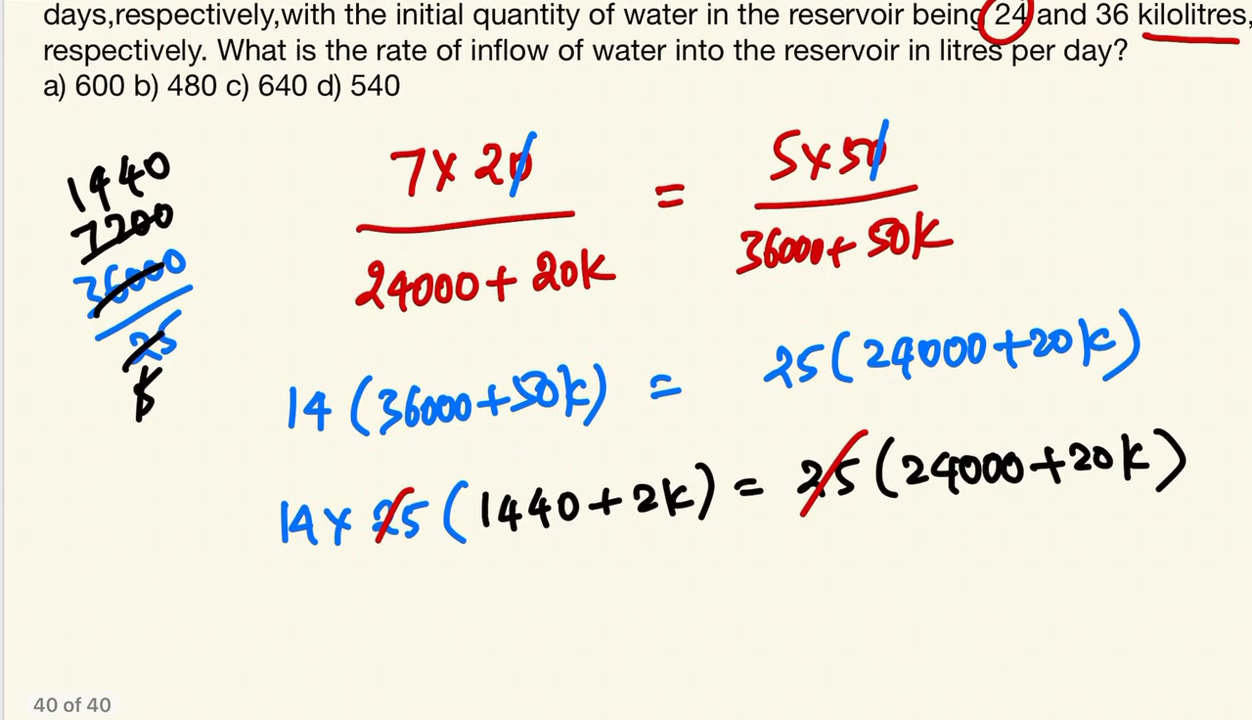 days,respectively,with the initial quantity of water in the reservoir being 24 and 36 kilolitres,
respectively. What is the rate of inflow of water into the reservoir in litres per day?
a) 600 b) 480 c) 640 d) 540
1440
7200
36000
25
5
7 x 20 = 5 x 50
24000 + 20k 36000 + 50k
14 (36000+50k) = 25 (24000+20k)
14 x 25 (1440 + 2k) = 25 (24000 + 20k)
40 of 40